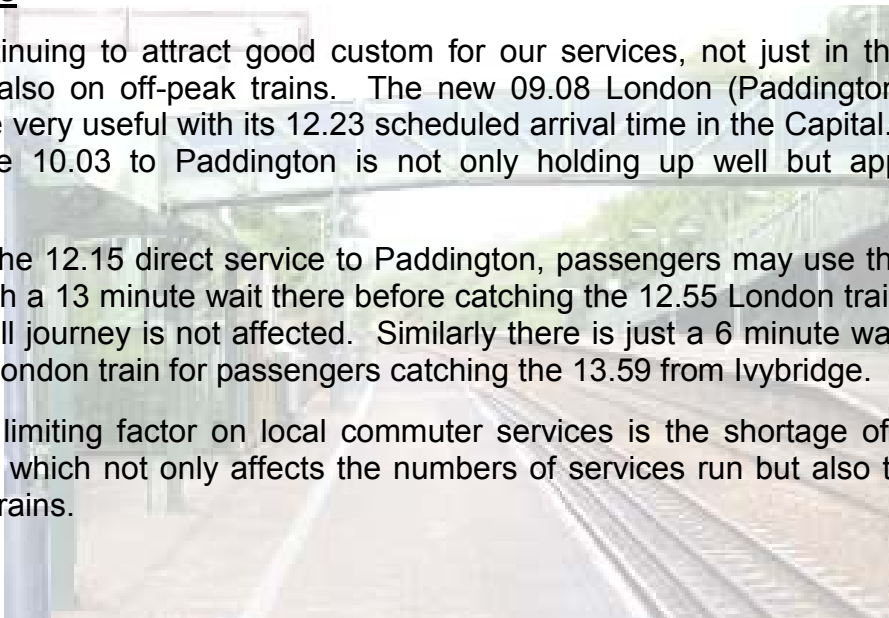 tinuing to attract good custom for our services, not just in th
also on off-peak trains. The new 09.08 London (Paddington
e very useful with its 12.23 scheduled arrival time in the Capital.
e 10.03 to Paddington is not only holding up well but app
he 12.15 direct service to Paddington, passengers may use th
h a 13 minute wait there before catching the 12.55 London trai
ll journey is not affected. Similarly there is just a 6 minute wa
ondon train for passengers catching the 13.59 from Ivybridge.
limiting factor on local commuter services is the shortage of
which not only affects the numbers of services run but also t
rains.